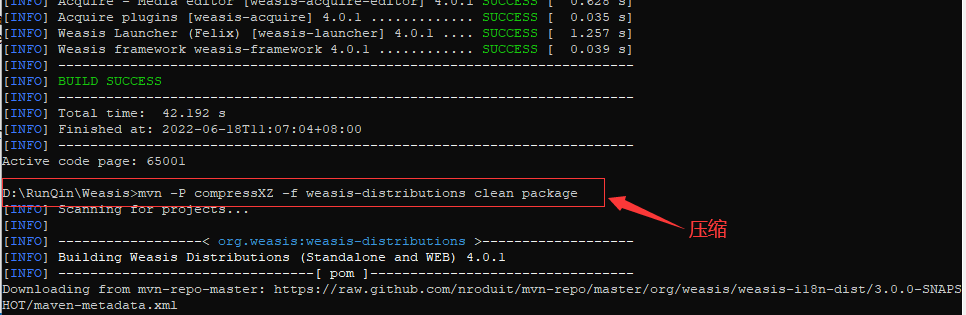 [INFO] Acquire - Media editor [weasis-acquire-editor] 4.0.1 SUCCESS [  0.628 s]
[INFO] Acquire plugins [weasis-acquire] 4.0.1 ............. SUCCESS [  0.035 s]
[INFO] Weasis Launcher (Felix) [weasis-launcher] 4.0.1 .... SUCCESS [  1.257 s]
[INFO] Weasis framework weasis-framework 4.0.1 ............ SUCCESS [  0.039 s]
[INFO] ------------------------------------------------------------------------
[INFO] BUILD SUCCESS
[INFO] ------------------------------------------------------------------------
[INFO] Total time:  42.192 s
[INFO] Finished at: 2022-06-18T11:07:04+08:00
[INFO] ------------------------------------------------------------------------
Active code page: 65001
D:\RunQin\Weasis>mvn -P compressXZ -f weasis-distributions clean package
[INFO] Scanning for projects...
压缩
[INFO]
[INFO] ------------------< org.weasis:weasis-distributions >-------------------
[INFO] Building Weasis Distributions (Standalone and WEB) 4.0.1
[INFO] --------------------------------[ pom ]---------------------------------
Downloading from mvn-repo-master: https://raw.github.com/nroduit/mvn-repo/master/org/weasis/weasis-i18n-dist/3.0.0-SNAPS
HOT/maven-metadata.xml